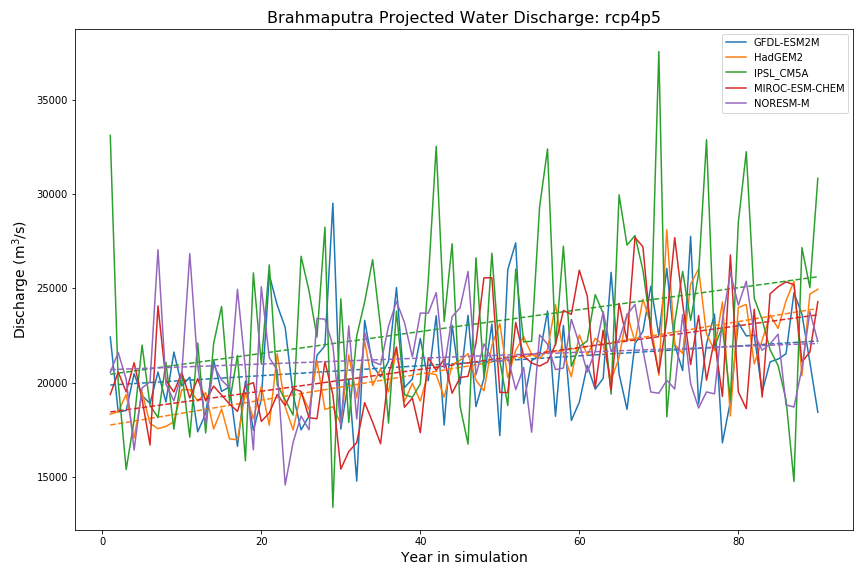 Brahmaputra Projected Water Discharge: rcp4p5
GFDL-ESM2M
HadGEM2
IPSL_CM5A
MIROC-ESM-CHEM
NORESM-M
Discharge (m³/s)
35000
30000
25000
20000
15000
0 20 40 60 80
Year in simulation